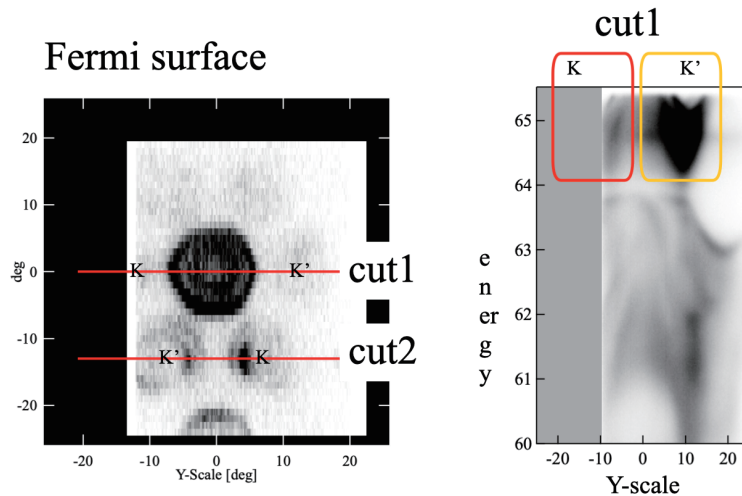 Fermi surface
20
10
0
-10
-20
deg
-20
-10
0
10
20
Y-Scale [deg]
K
K'
cut1
K'
K
cut2
cut1
K
K'
65
64
63
62
61
60
energy
-20
-10
0
10
20
Y-scale